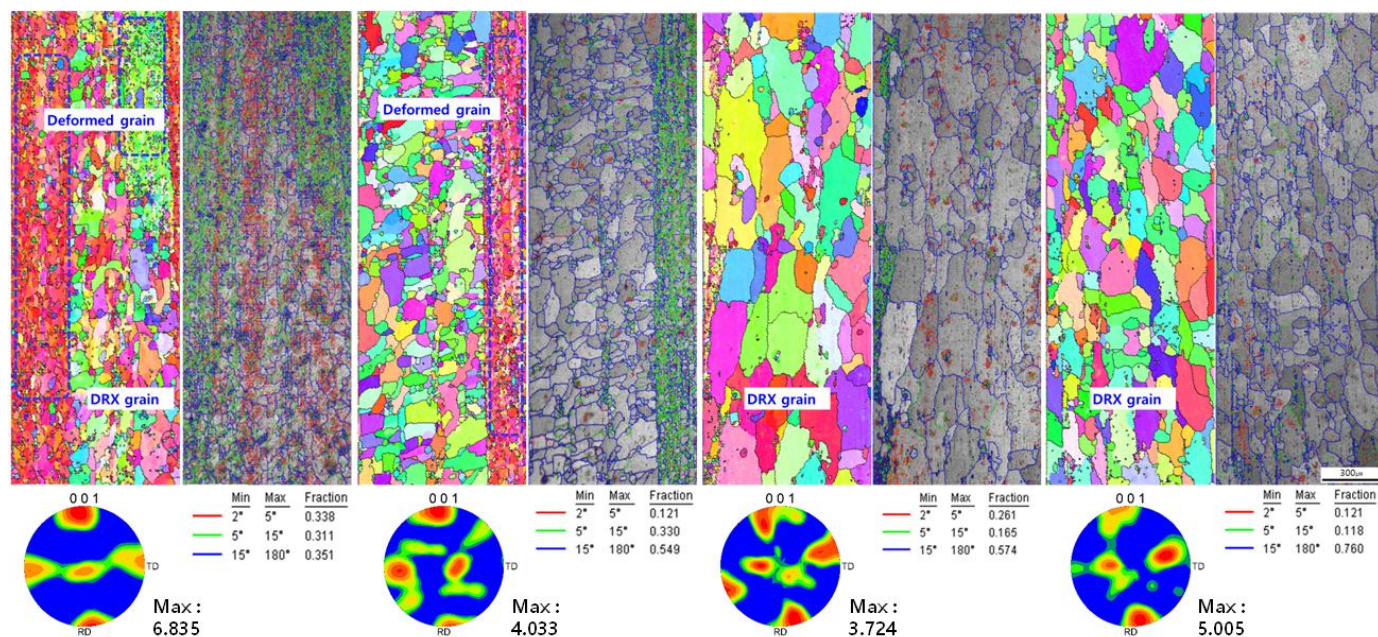 Deformed grain
DRX grain
Deformed grain
DRX grain
DRX grain
300㎛
0 0 1
TD
RD
Max :
6.835
Min Max Fraction
2° 5° 0.338
5° 15° 0.311
15° 180° 0.351
0 0 1
TD
RD
Max :
4.033
Min Max Fraction
2° 5° 0.121
5° 15° 0.330
15° 180° 0.549
0 0 1
TD
RD
Max :
3.724
Min Max Fraction
2° 5° 0.261
5° 15° 0.165
15° 180° 0.574
0 0 1
TD
RD
Max :
5.005
Min Max Fraction
2° 5° 0.121
5° 15° 0.118
15° 180° 0.760